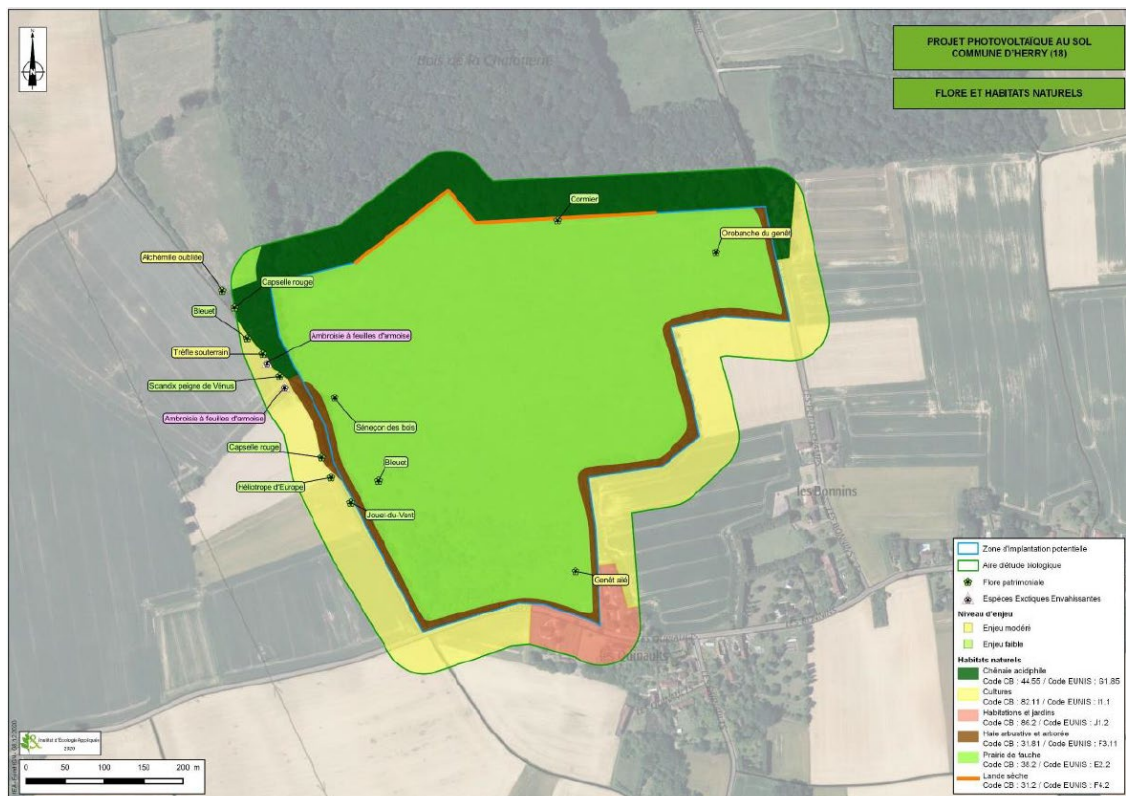 PROJET PHOTOVOLTAÏQUE AU SOL
COMMUNE D'HERRY (18)
FLORE ET HABITATS NATURELS
N
Bois de la
Cormier
Orobanche du genêt
Alchémille oubliée
Capselle rouge
Bleuet
Ambroisie à feuilles d'armoise
Trèfle souterrain
Scandix peigne de Vénus
Ambroisie à feuilles d'armoise
Séneçon des bois
Capselle rouge
Bleuet
Héliotrope d'Europe
Jouet-du-Vent
les Bonnins
Genêt ailé
Zone d'implantation potentielle
Aire d'étude biologique
Flore patrimoniale
Espèces Exotiques Envahissantes
Niveau d'enjeu
Enjeu modéré
Enjeu faible
Habitats naturels
Chênaie acidiphile
Code CB : 44.55 / Code EUNIS : G1.85
Cultures
Code CB : 82.11 / Code EUNIS : I1.1
Habitations et jardins
Code CB : 86.2 / Code EUNIS : J1.2
Haie arbustive et arborée
Code CB : 31.81 / Code EUNIS : F3.11
Prairie de fauche
Code CB : 38.2 / Code EUNIS : E2.2
Lande sèche
Code CB : 31.2 / Code EUNIS : F4.2
Institut d'Écologie Appliquée
2020
0 50 100 150 200 m